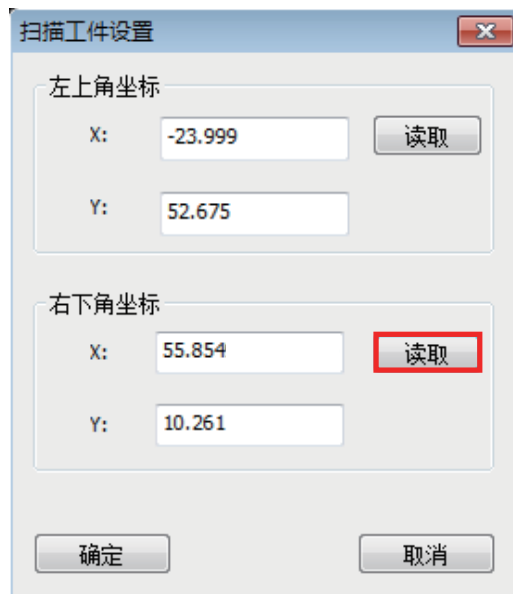 扫描工件设置
左上角坐标
X: -23.999 读取
Y: 52.675
右下角坐标
X: 55.854 读取
Y: 10.261
确定 取消